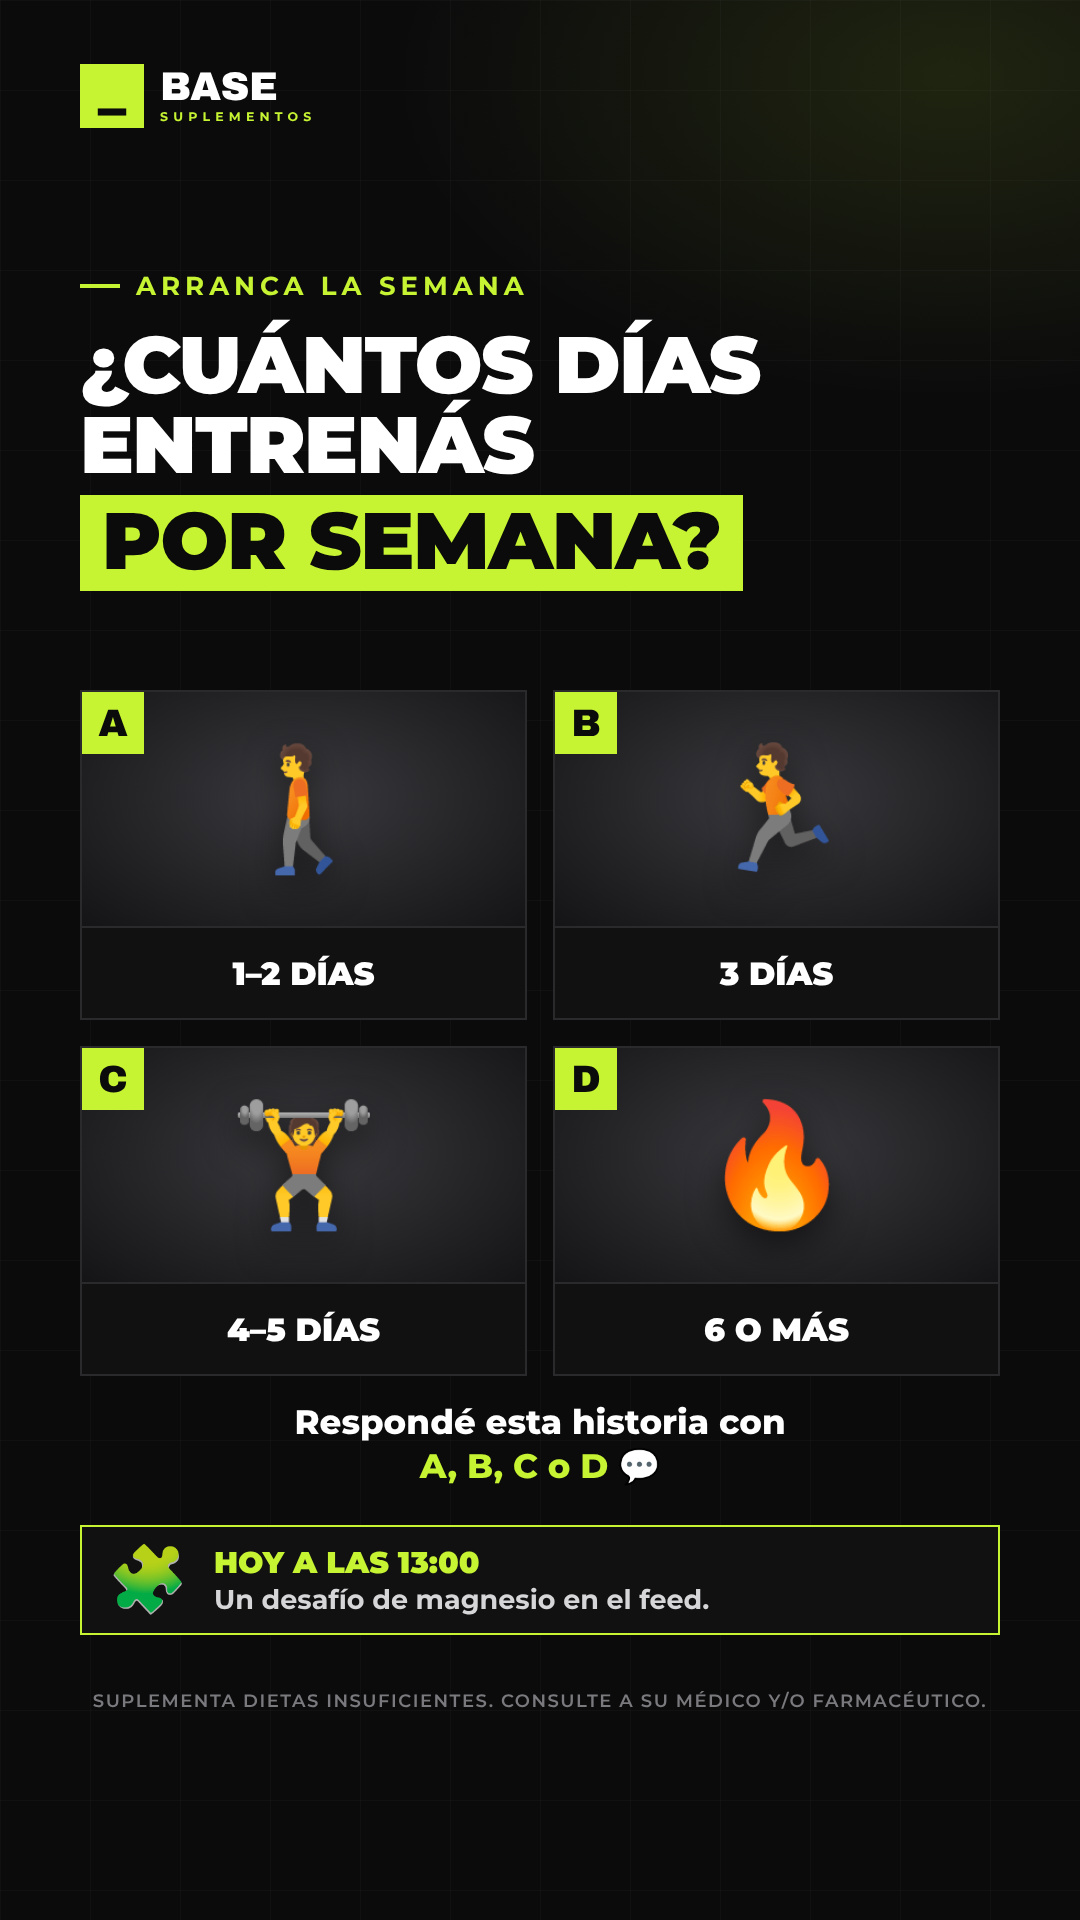 BASE
SUPLEMENTOS
ARRANCA LA SEMANA
¿CUÁNTOS DÍAS
ENTRENÁS
POR SEMANA?
A
B
1–2 DÍAS
3 DÍAS
C
D
4–5 DÍAS
6 O MÁS
Respondé esta historia con
A, B, C o D 💬
HOY A LAS 13:00
Un desafío de magnesio en el feed.
SUPLEMENTA DIETAS INSUFICIENTES. CONSULTE A SU MÉDICO Y/O FARMACÉUTICO.